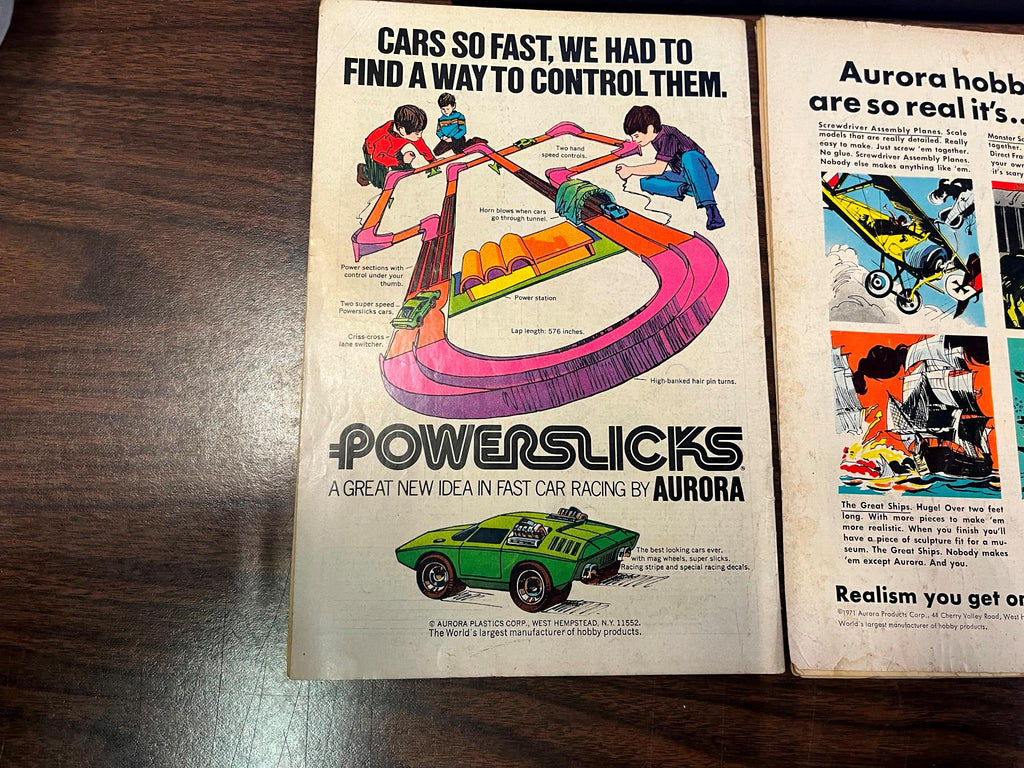 CARS SO FAST, WE HAD TO
FIND A WAY TO CONTROL THEM.
Two hand
speed controls.
Horn blows when cars
go through tunnel.
Power sections with
control under your
thumb.
Two super speed
Powerslicks cars.
Power station
Criss-cross
lane switcher.
Lap length: 576 inches.
High-banked hair pin turns.
POWERSLICKS®
A GREAT NEW IDEA IN FAST CAR RACING BY AURORA
The best looking cars ever,
with mag wheels, super slicks,
Racing stripe and special racing decals.
© AURORA PLASTICS CORP., WEST HEMPSTEAD, N.Y. 11552.
The World's largest manufacturer of hobby products.
Aurora hobb
are so real it's...
Screwdriver Assembly Planes. Scale
models that are really detailed. Really
easy to make. Just screw 'em together.
No glue. Screwdriver Assembly Planes.
Nobody else makes anything like 'em.
Monster S
together.
Direct Fra
your ow
it's scary
The Great Ships. Huge! Over two feet
long. With more pieces to make 'em
more realistic. When you finish you'll
have a piece of sculpture fit for a mu-
seum. The Great Ships. Nobody makes
'em except Aurora. And you.
Realism you get o
©1971 Aurora Products Corp., 44 Cherry Valley Road, West H
World's largest manufacturer of hobby products.